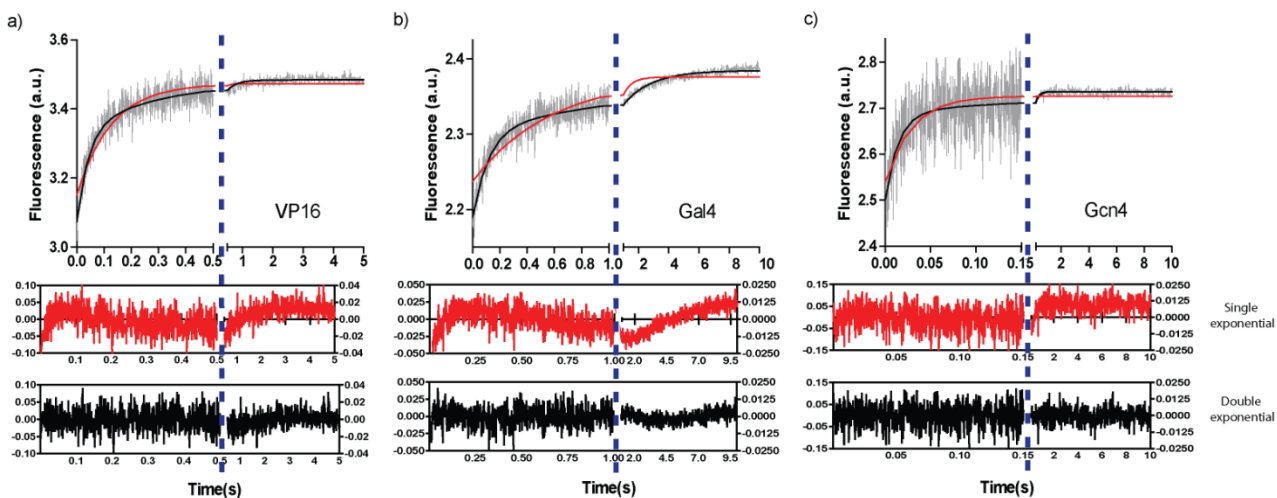 a)
Fluorescence (a.u.)
3.6
3.4
3.2
3.0
VP16
0.0 0.1 0.2 0.3 0.4 0.5 1 2 3 4 5
0.10
0.05
0.00
-0.05
-0.10
0.04
0.02
0.00
-0.02
-0.04
0.1 0.2 0.3 0.4 0.5 1 2 3 4 5
0.10
0.05
0.00
-0.05
-0.10
0.04
0.02
0.00
-0.02
-0.04
0.1 0.2 0.3 0.4 0.5 1 2 3 4 5
Time(s)
b)
Fluorescence (a.u.)
2.4
2.3
2.2
Gal4
0.0 0.2 0.4 0.6 0.8 1.0 2 4 6 8 10
0.050
0.025
0.000
-0.025
-0.050
0.0250
0.0125
0.0000
-0.0125
-0.0250
0.25 0.50 0.75 1.00 2.0 4.5 7.0 9.5
0.050
0.025
0.000
-0.025
-0.050
0.0250
0.0125
0.0000
-0.0125
-0.0250
0.25 0.50 0.75 1.00 2.0 4.5 7.0 9.5
Time(s)
c)
Fluorescence (a.u.)
2.8
2.7
2.6
2.5
2.4
Gcn4
0.00 0.05 0.10 0.15 2 4 6 8 10
0.15
0.05
-0.05
-0.15
0.0250
0.0125
0.0000
-0.0125
-0.0250
0.05 0.10 0.15 2 4 6 8 10
Single
exponential
0.15
0.05
-0.05
-0.15
0.0250
0.0125
0.0000
-0.0125
-0.0250
0.05 0.10 0.15 2 4 6 8 10
Double
exponential
Time(s)